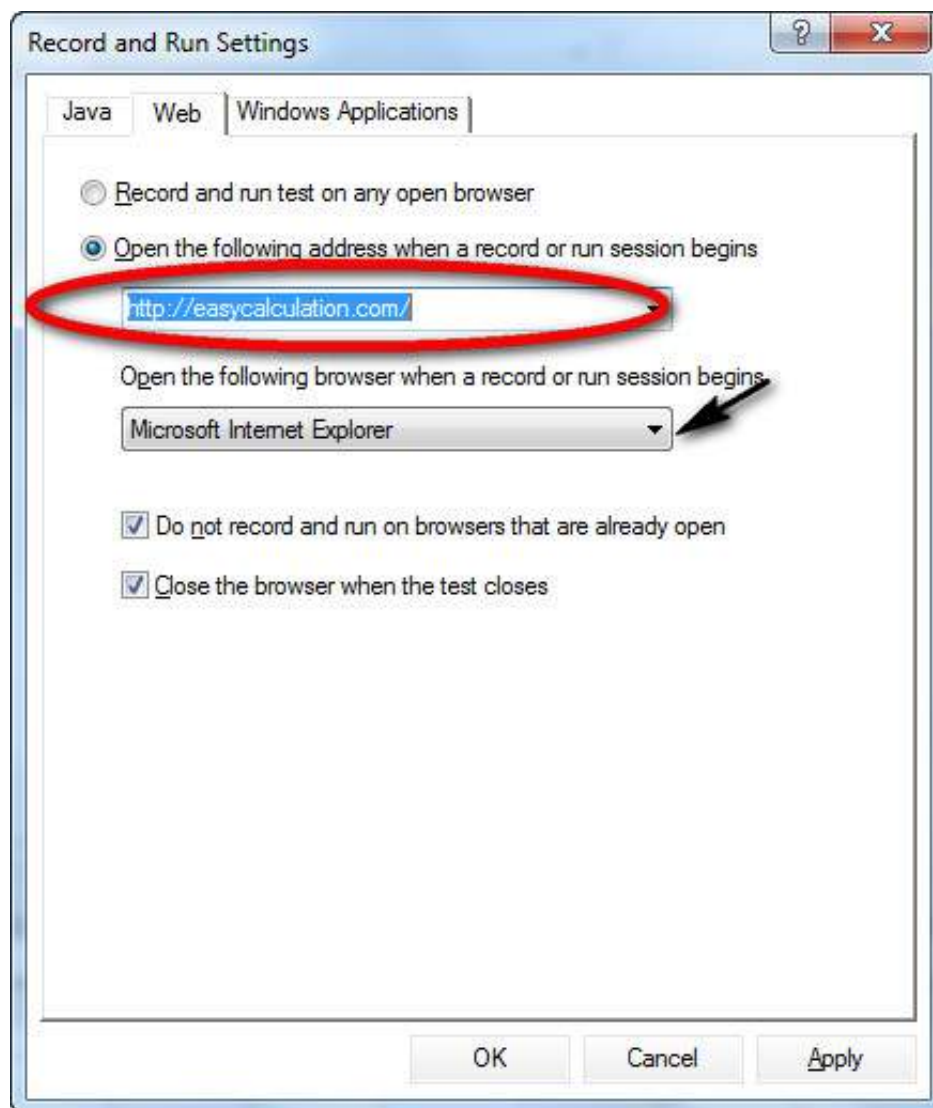 Record and Run Settings
Java Web Windows Applications
Record and run test on any open browser
Open the following address when a record or run session begins
http://easycalculation.com/
Open the following browser when a record or run session begins
Microsoft Internet Explorer
Do not record and run on browsers that are already open
Close the browser when the test closes
OK Cancel Apply